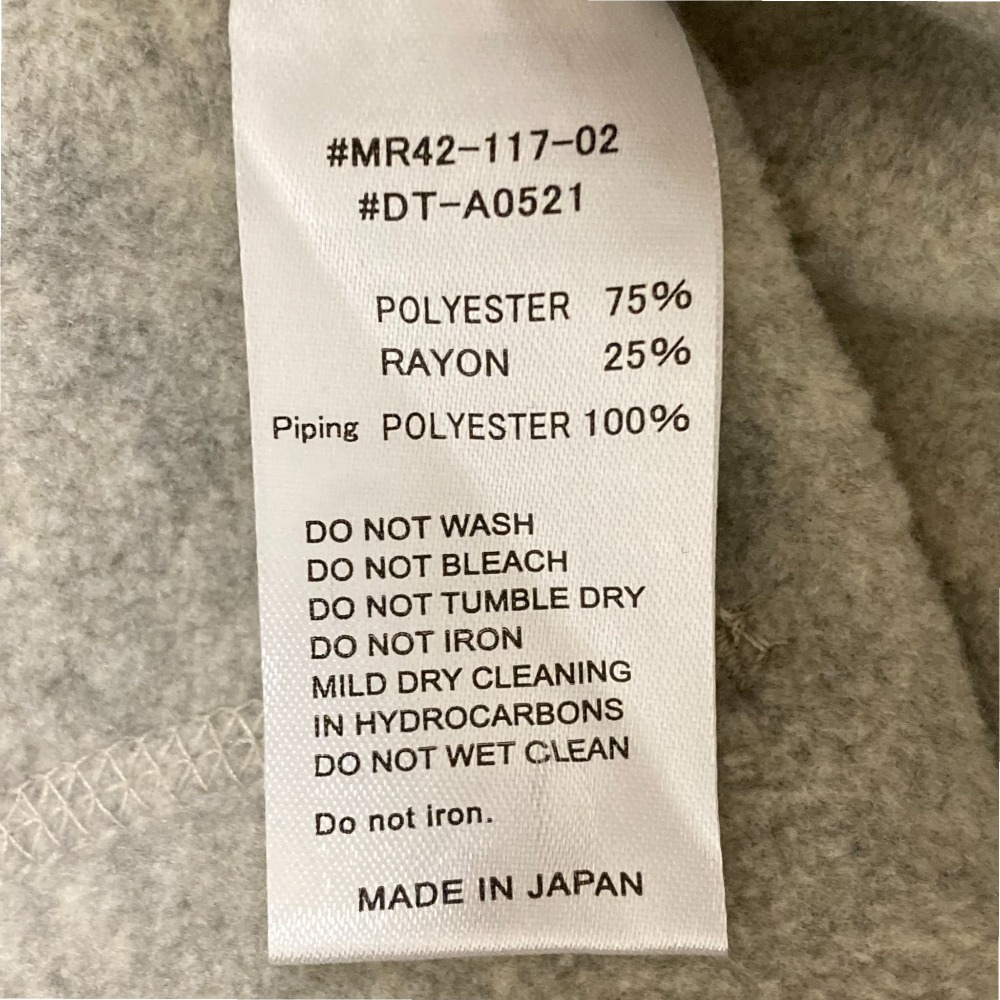 #MR42-117-02
#DT-A0521
POLYESTER 75%
RAYON 25%
Piping POLYESTER 100%
DO NOT WASH
DO NOT BLEACH
DO NOT TUMBLE DRY
DO NOT IRON
MILD DRY CLEANING
IN HYDROCARBONS
DO NOT WET CLEAN
Do not iron.
MADE IN JAPAN